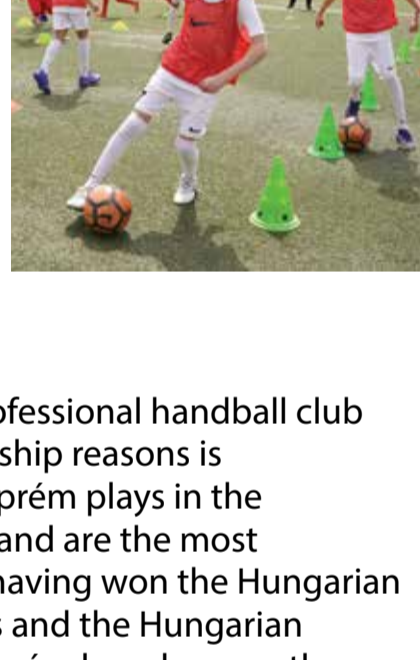 ofessional handball club
ship reasons is
prém plays in the
and are the most
having won the Hungarian
s and the Hungarian